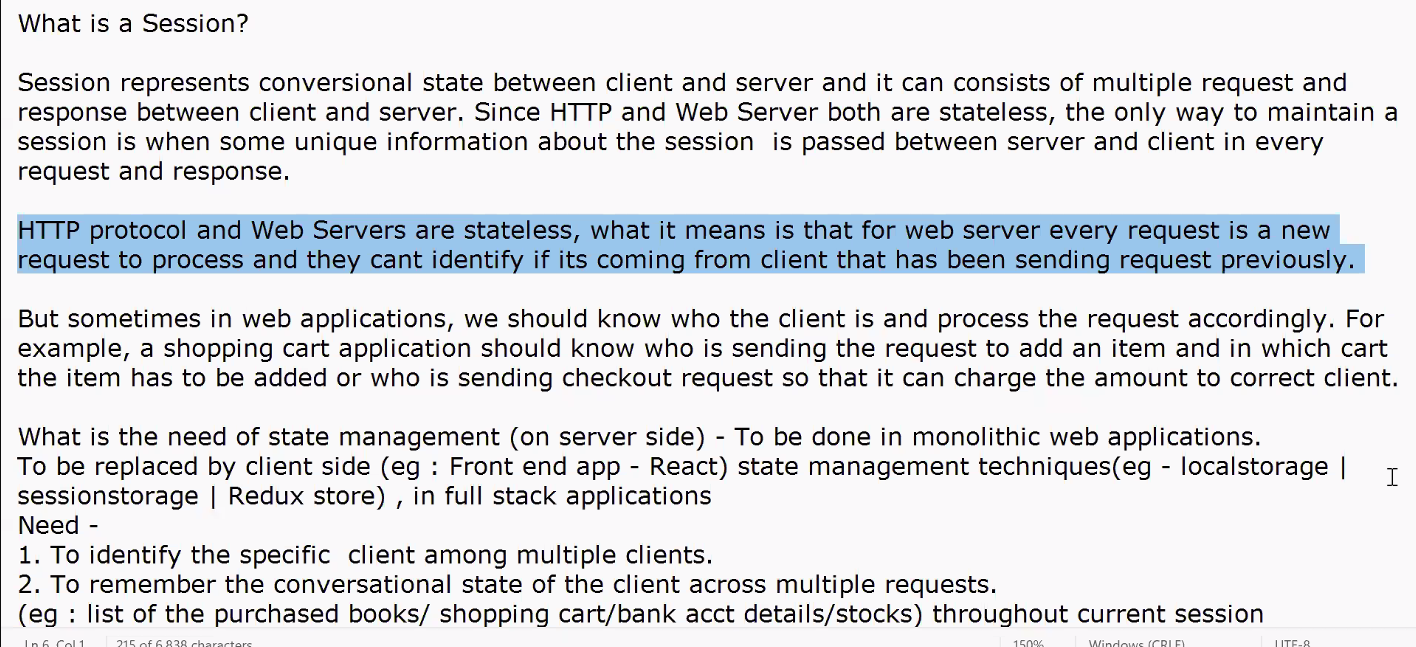 What is a Session?
Session represents conversional state between client and server and it can consists of multiple request and
response between client and server. Since HTTP and Web Server both are stateless, the only way to maintain a
session is when some unique information about the session  is passed between server and client in every
request and response.
HTTP protocol and Web Servers are stateless, what it means is that for web server every request is a new
request to process and they cant identify if its coming from client that has been sending request previously.
But sometimes in web applications, we should know who the client is and process the request accordingly. For
example, a shopping cart application should know who is sending the request to add an item and in which cart
the item has to be added or who is sending checkout request so that it can charge the amount to correct client.
What is the need of state management (on server side) - To be done in monolithic web applications.
To be replaced by client side (eg : Front end app - React) state management techniques(eg - localstorage |
sessionstorage | Redux store) , in full stack applications
Need -
1. To identify the specific  client among multiple clients.
2. To remember the conversational state of the client across multiple requests.
(eg : list of the purchased books/ shopping cart/bank acct details/stocks) throughout current session
Ln 6, Col 1 215 of 6,838 characters 150% Windows (CRLF) UTF-8